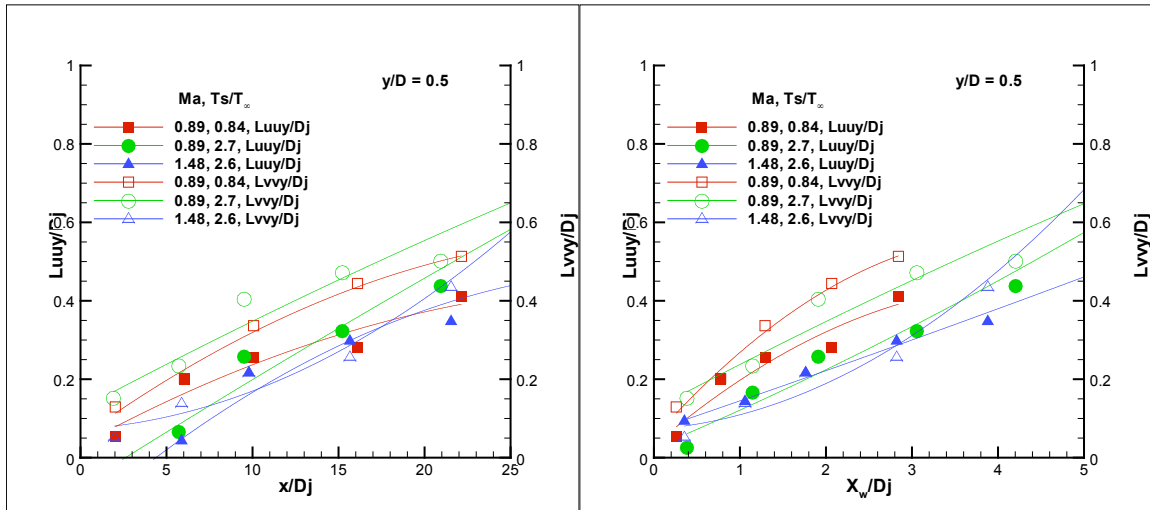 y/D = 0.5
Ma, Ts/T∞
0.89, 0.84, Luuy/Dj
0.89, 2.7, Luuy/Dj
1.48, 2.6, Luuy/Dj
0.89, 0.84, Lvvy/Dj
0.89, 2.7, Lvvy/Dj
1.48, 2.6, Lvvy/Dj
Luuy/Dj
1
0.8
0.6
0.4
0.2
0
Lvvy/Dj
1
0.8
0.6
0.4
0.2
0
0 5 10 15 20 25
x/Dj
y/D = 0.5
Ma, Ts/T∞
0.89, 0.84, Luuy/Dj
0.89, 2.7, Luuy/Dj
1.48, 2.6, Luuy/Dj
0.89, 0.84, Lvvy/Dj
0.89, 2.7, Lvvy/Dj
1.48, 2.6, Lvvy/Dj
Luuy/Dj
1
0.8
0.6
0.4
0.2
0
Lvvy/Dj
1
0.8
0.6
0.4
0.2
0
0 1 2 3 4 5
Xw/Dj